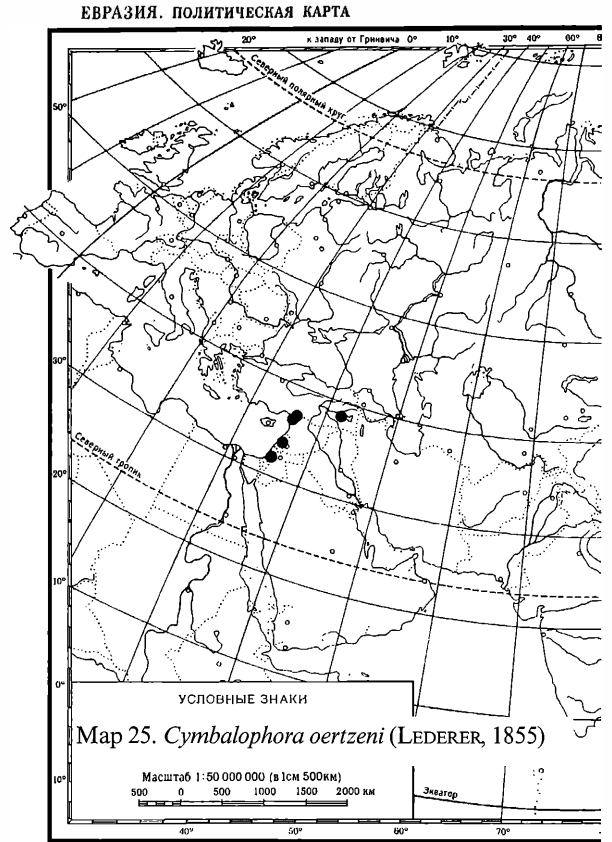 ЕВРАЗИЯ. ПОЛИТИЧЕСКАЯ КАРТА
20° к западу от Гринвича 0° 10° 30° 40° 60° 8
Северный полярный круг
50°
30°
Северный тропик
20°
10°
0°
УСЛОВНЫЕ ЗНАКИ
Map 25. Cymbalophora oertzeni (LEDERER, 1855)
10°
Масштаб 1:50 000 000 (в 1см 500км)
500 0 500 1000 1500 2000 км
Экватор
40° 50° 60° 70°